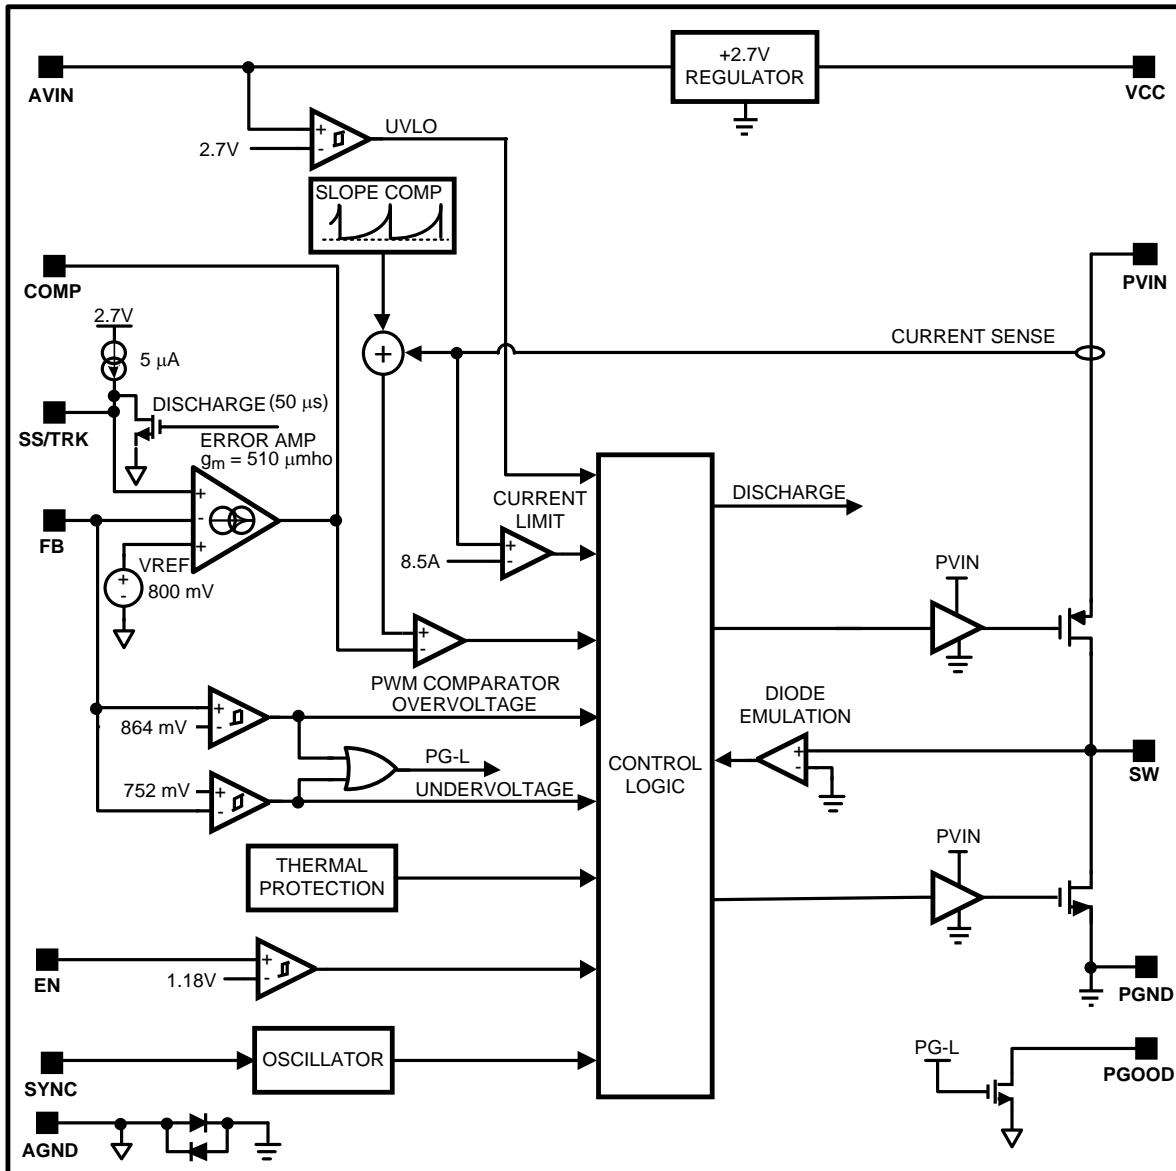 +2.7V
REGULATOR
AVIN
VCC
UVLO
+
-
2.7V
SLOPE COMP
COMP
PVIN
2.7V
CURRENT SENSE
+
5 μA
DISCHARGE (50 μs)
SS/TRK
ERROR AMP
gm = 510 μmho
+
-
+
FB
VREF
800 mV
+
-
CURRENT
LIMIT
8.5A
+
-
DISCHARGE
PVIN
+
-
PWM COMPARATOR
OVERVOLTAGE
864 mV
+
-
DIODE
EMULATION
+
-
PG-L
CONTROL
LOGIC
SW
752 mV
+
-
UNDERVOLTAGE
PVIN
THERMAL
PROTECTION
EN
1.18V
+
-
PGND
OSCILLATOR
SYNC
PG-L
PGOOD
AGND